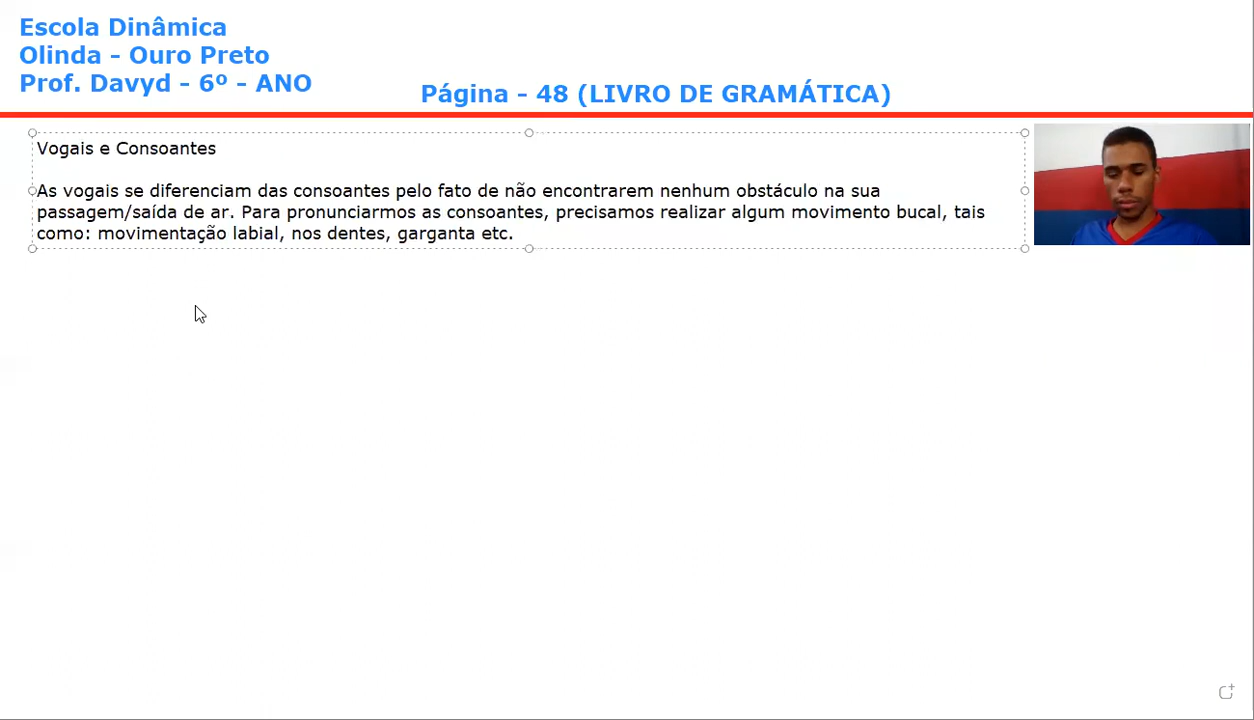 Escola Dinâmica
Olinda - Ouro Preto
Prof. Davyd - 6º - ANO
Página - 48 (LIVRO DE GRAMÁTICA)
Vogais e Consoantes
As vogais se diferenciam das consoantes pelo fato de não encontrarem nenhum obstáculo na sua
passagem/saída de ar. Para pronunciarmos as consoantes, precisamos realizar algum movimento bucal, tais
como: movimentação labial, nos dentes, garganta etc.